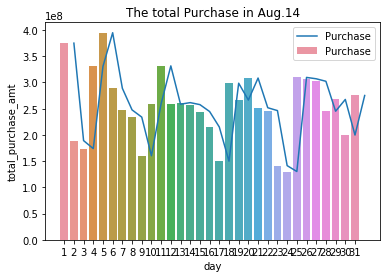 The total Purchase in Aug.14
1e8
Purchase
Purchase
4.0
3.5
3.0
2.5
2.0
1.5
1.0
0.5
0.0
total_purchase_amt
1 2 3 4 5 6 7 8 9 10 11 12 13 14 15 16 17 18 19 20 21 22 23 24 25 26 27 28 29 30 31
day